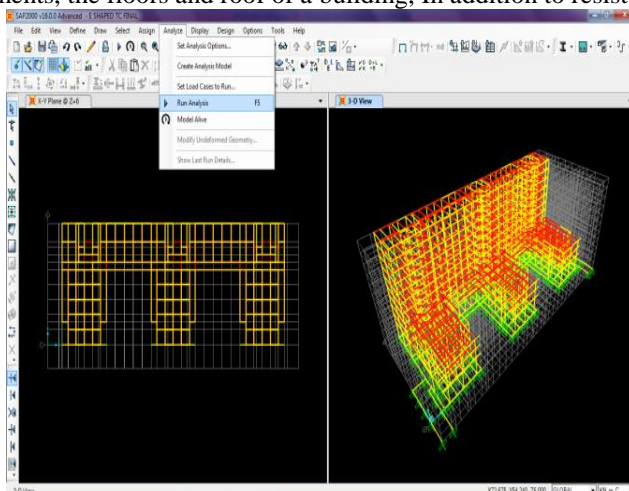 nents, the floors and roof of a building, In addition to resist
SAP2000 v16.0.0 Advanced - E SHAPED TC FINAL
File Edit View Define Draw Select Assign Analyze Display Design Options Tools Help
Set Analysis Options...
Create Analysis Model
Set Load Cases to Run...
Run Analysis F5
Model Alive
Modify Undeformed Geometry...
Show Last Run Details...
X-Y Plane @ Z=6
3-D View
3-D View
GLOBAL